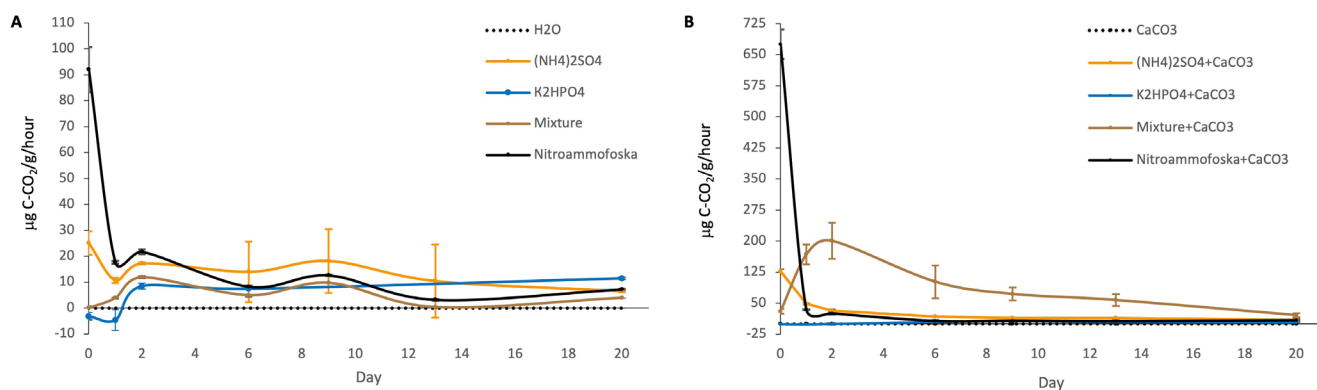 A
110
100
90
80
70
60
50
40
30
20
10
0
-10
µg C-CO₂/g/hour
0 2 4 6 8 10 12 14 16 18 20
Day
H2O
(NH4)2SO4
K2HPO4
Mixture
Nitroammofoska
B
725
650
575
500
425
350
275
200
125
50
-25
µg C-CO₂/g/hour
0 2 4 6 8 10 12 14 16 18 20
Day
CaCO3
(NH4)2SO4+CaCO3
K2HPO4+CaCO3
Mixture+CaCO3
Nitroammofoska+CaCO3